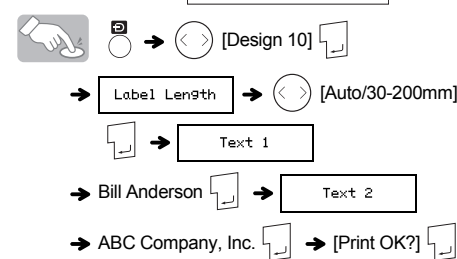 [Design 10]
Label Length [Auto/30-200mm]
Text 1
Bill Anderson Text 2
ABC Company, Inc. [Print OK?]